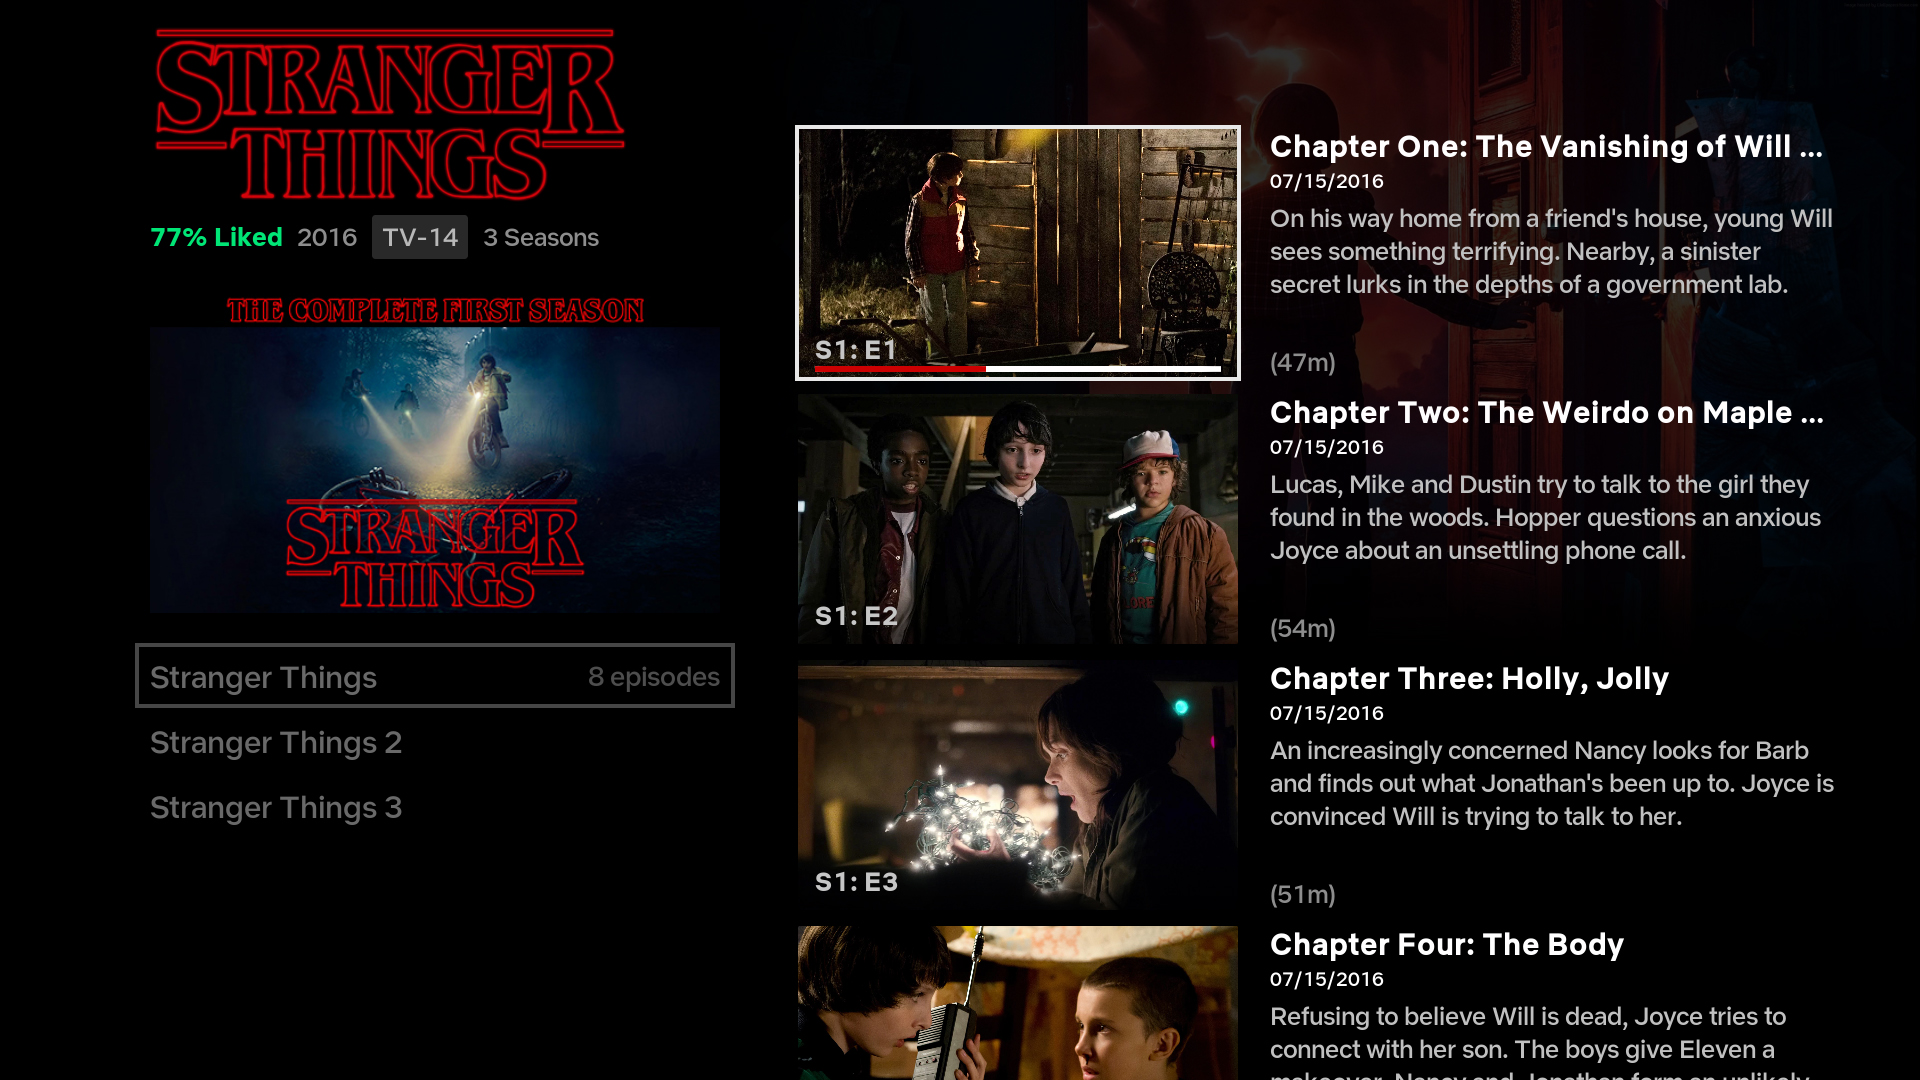 STRANGER
THINGS
77% Liked 2016 TV-14 3 Seasons
THE COMPLETE FIRST SEASON
STRANGER
THINGS
Stranger Things 8 episodes
Stranger Things 2
Stranger Things 3
S1: E1
Chapter One: The Vanishing of Will ...
07/15/2016
On his way home from a friend's house, young Will
sees something terrifying. Nearby, a sinister
secret lurks in the depths of a government lab.
(47m)
S1: E2
Chapter Two: The Weirdo on Maple ...
07/15/2016
Lucas, Mike and Dustin try to talk to the girl they
found in the woods. Hopper questions an anxious
Joyce about an unsettling phone call.
(54m)
S1: E3
Chapter Three: Holly, Jolly
07/15/2016
An increasingly concerned Nancy looks for Barb
and finds out what Jonathan's been up to. Joyce is
convinced Will is trying to talk to her.
(51m)
Chapter Four: The Body
07/15/2016
Refusing to believe Will is dead, Joyce tries to
connect with her son. The boys give Eleven a
makeover. Nancy and Jonathan form an unlikely